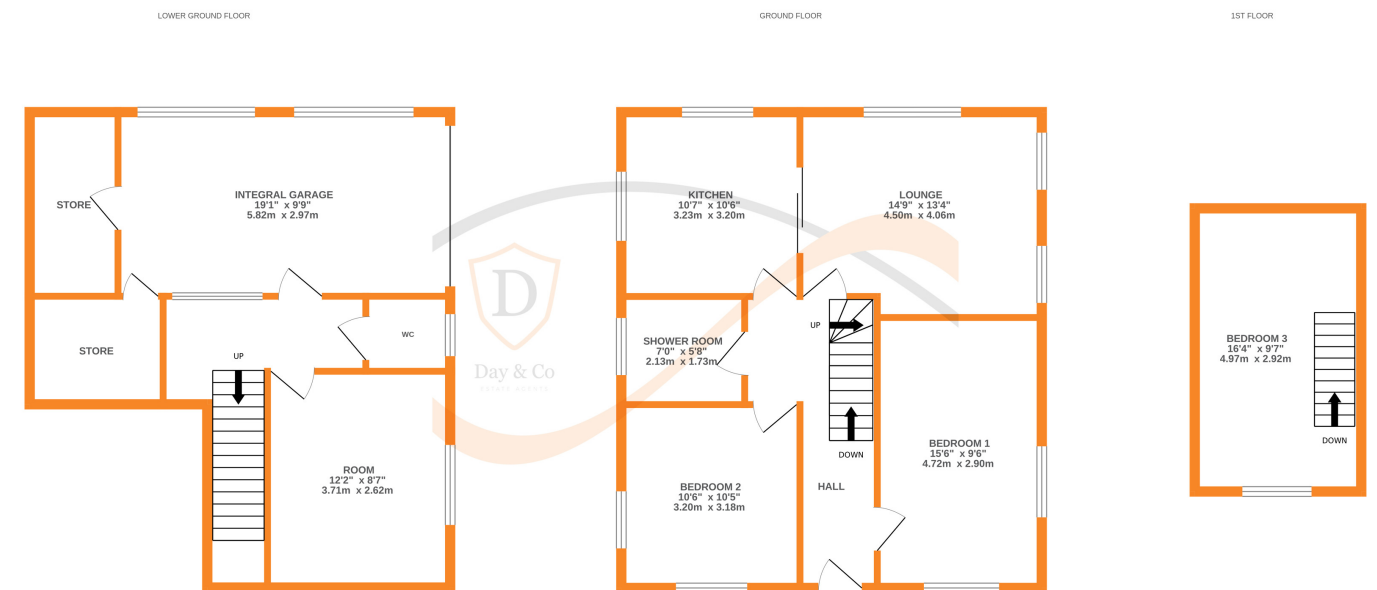 LOWER GROUND FLOOR
GROUND FLOOR
1ST FLOOR
STORE
INTEGRAL GARAGE
19'1" x 9'9"
5.82m x 2.97m
STORE
UP
WC
ROOM
12'2" x 8'7"
3.71m x 2.62m
D
Day & Co
ESTATE AGENTS
KITCHEN
10'7" x 10'6"
3.23m x 3.20m
LOUNGE
14'9" x 13'4"
4.50m x 4.06m
SHOWER ROOM
7'0" x 5'8"
2.13m x 1.73m
UP
DOWN
HALL
BEDROOM 1
15'6" x 9'6"
4.72m x 2.90m
BEDROOM 2
10'6" x 10'5"
3.20m x 3.18m
BEDROOM 3
16'4" x 9'7"
4.97m x 2.92m
DOWN